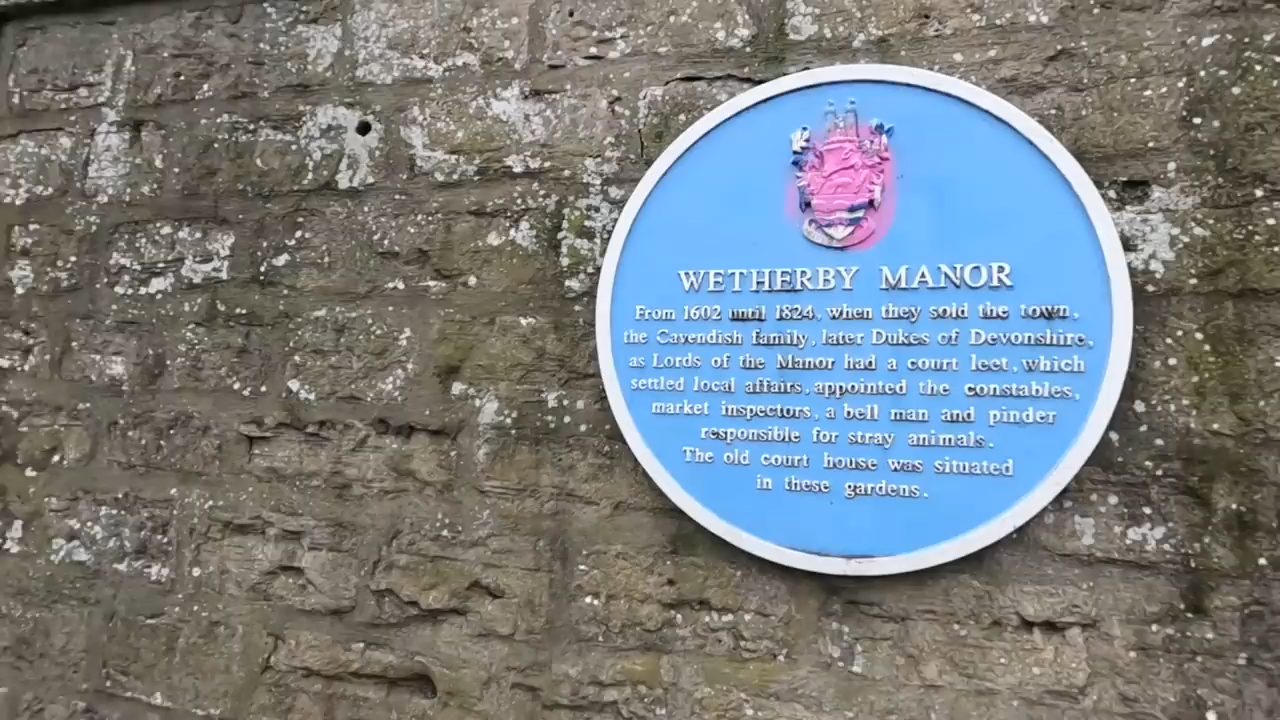 WETHERBY MANOR
From 1602 until 1824, when they sold the town,
the Cavendish family, later Dukes of Devonshire,
as Lords of the Manor had a court leet, which
settled local affairs, appointed the constables,
market inspectors, a bell man and pinder
responsible for stray animals.
The old court house was situated
in these gardens.